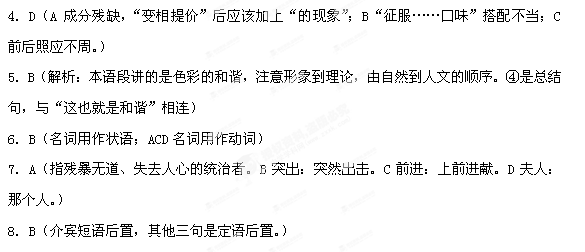 4. D（A 成分残缺，“变相提价”后应该加上“的现象”；B“征服……口味”搭配不当；C
前后照应不周。）
5. B（解析：本语段讲的是色彩的和谐，注意形象到理论，由自然到人文的顺序。④是总结
句，与“这也就是和谐”相连）
6. B（名词用作状语；ACD 名词用作动词）
7. A（指残暴无道、失去人心的统治者。B 突出：突然出击。C 前进：上前进献。D 夫人：
那个人。）
8. B（介宾短语后置，其他三句是定语后置。）